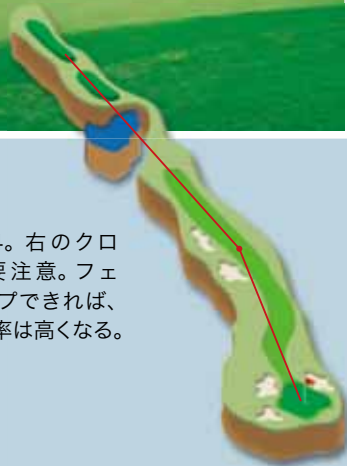 。右のクロ
要注意。フェ
プできれば、
率は高くなる。